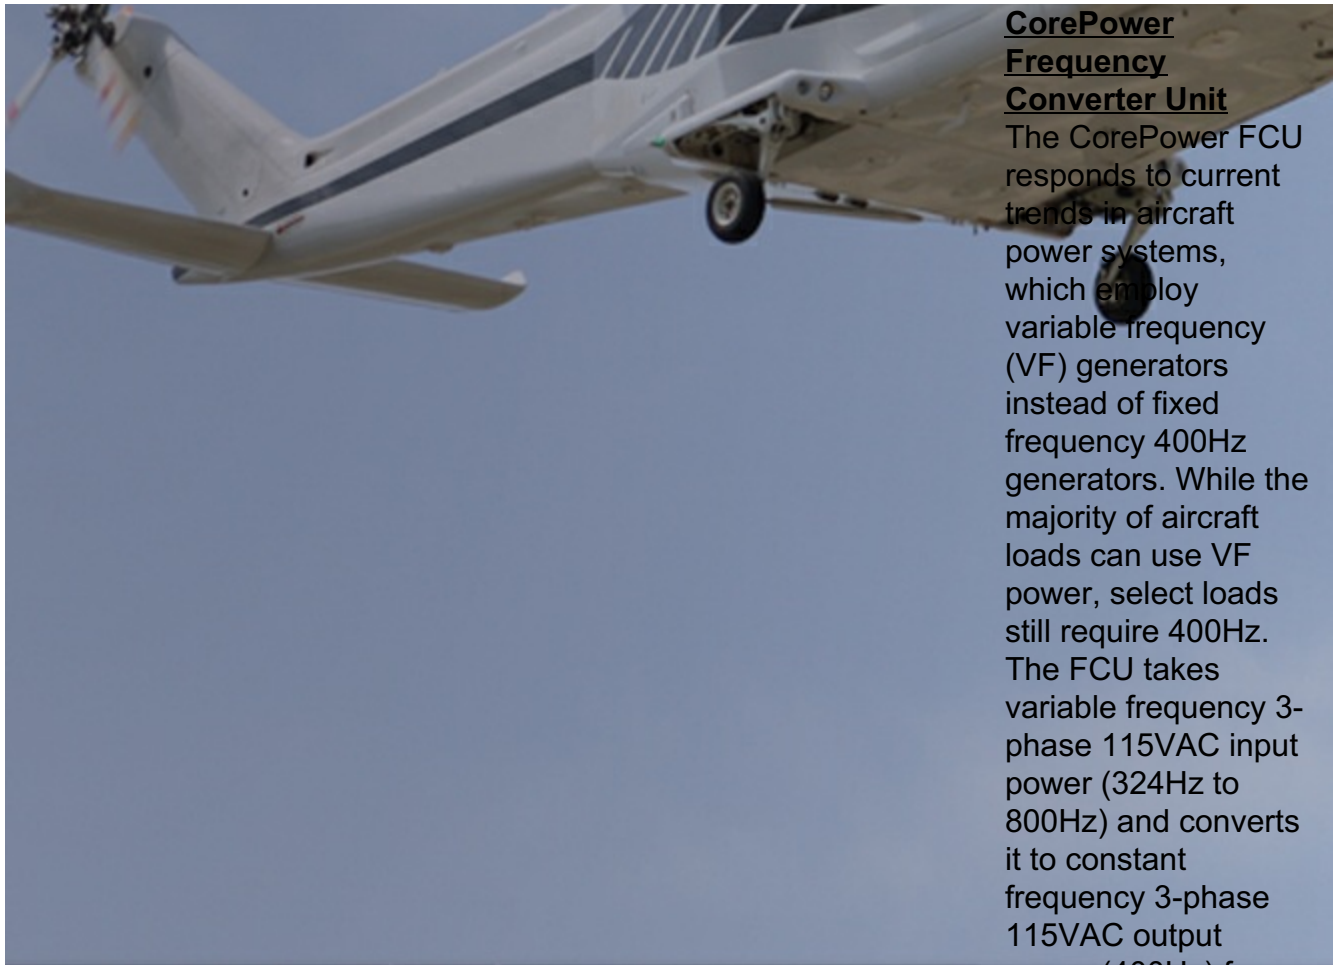 CorePower
Frequency
Converter Unit
The CorePower FCU
responds to current
trends in aircraft
power systems,
which employ
variable frequency
(VF) generators
instead of fixed
frequency 400Hz
generators. While the
majority of aircraft
loads can use VF
power, select loads
still require 400Hz.
The FCU takes
variable frequency 3-
phase 115VAC input
power (324Hz to
800Hz) and converts
it to constant
frequency 3-phase
115VAC output